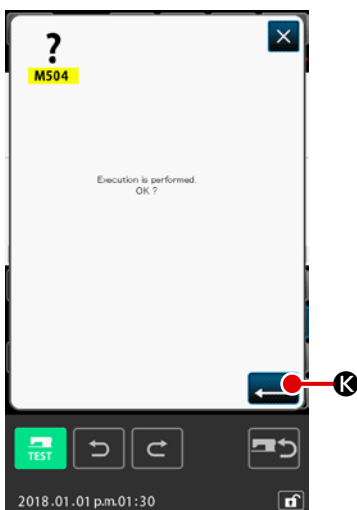 ?
M504
Execution is performed.
OK ?
K
TEST
2018.01.01 p.m.01:30